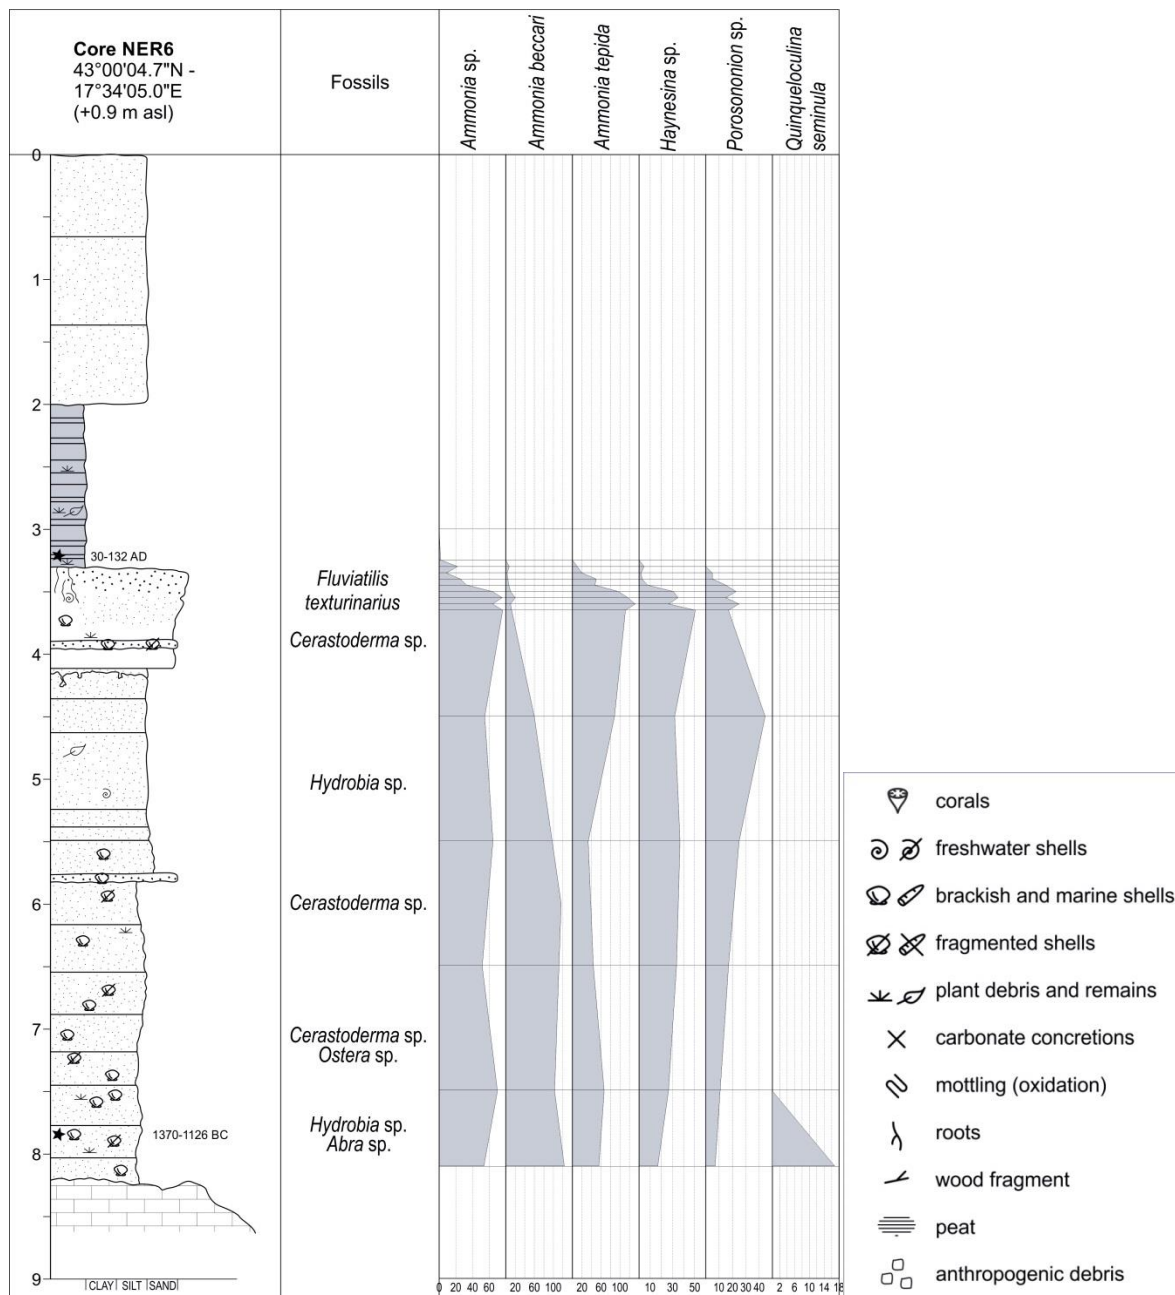 Core NER6
43°00'04.7"N -
17°34'05.0"E
(+0.9 m asl)
Fossils
Ammonia sp.
Ammonia beccari
Ammonia tepida
Haynesina sp.
Porosononion sp.
Quinqueloculina
seminula
0
1
2
3
30-132 AD
Fluviatilis
texturinarius
Cerastoderma sp.
4
5
Hydrobia sp.
6
Cerastoderma sp.
7
Cerastoderma sp.
Ostera sp.
Hydrobia sp.
Abra sp.
1370-1126 BC
8
9
CLAY SILT SAND
0 20 40 60
20 60 100
20 60 100
10 30 50
10 20 30 40
2 6 10 14 18
corals
freshwater shells
brackish and marine shells
fragmented shells
plant debris and remains
carbonate concretions
mottling (oxidation)
roots
wood fragment
peat
anthropogenic debris